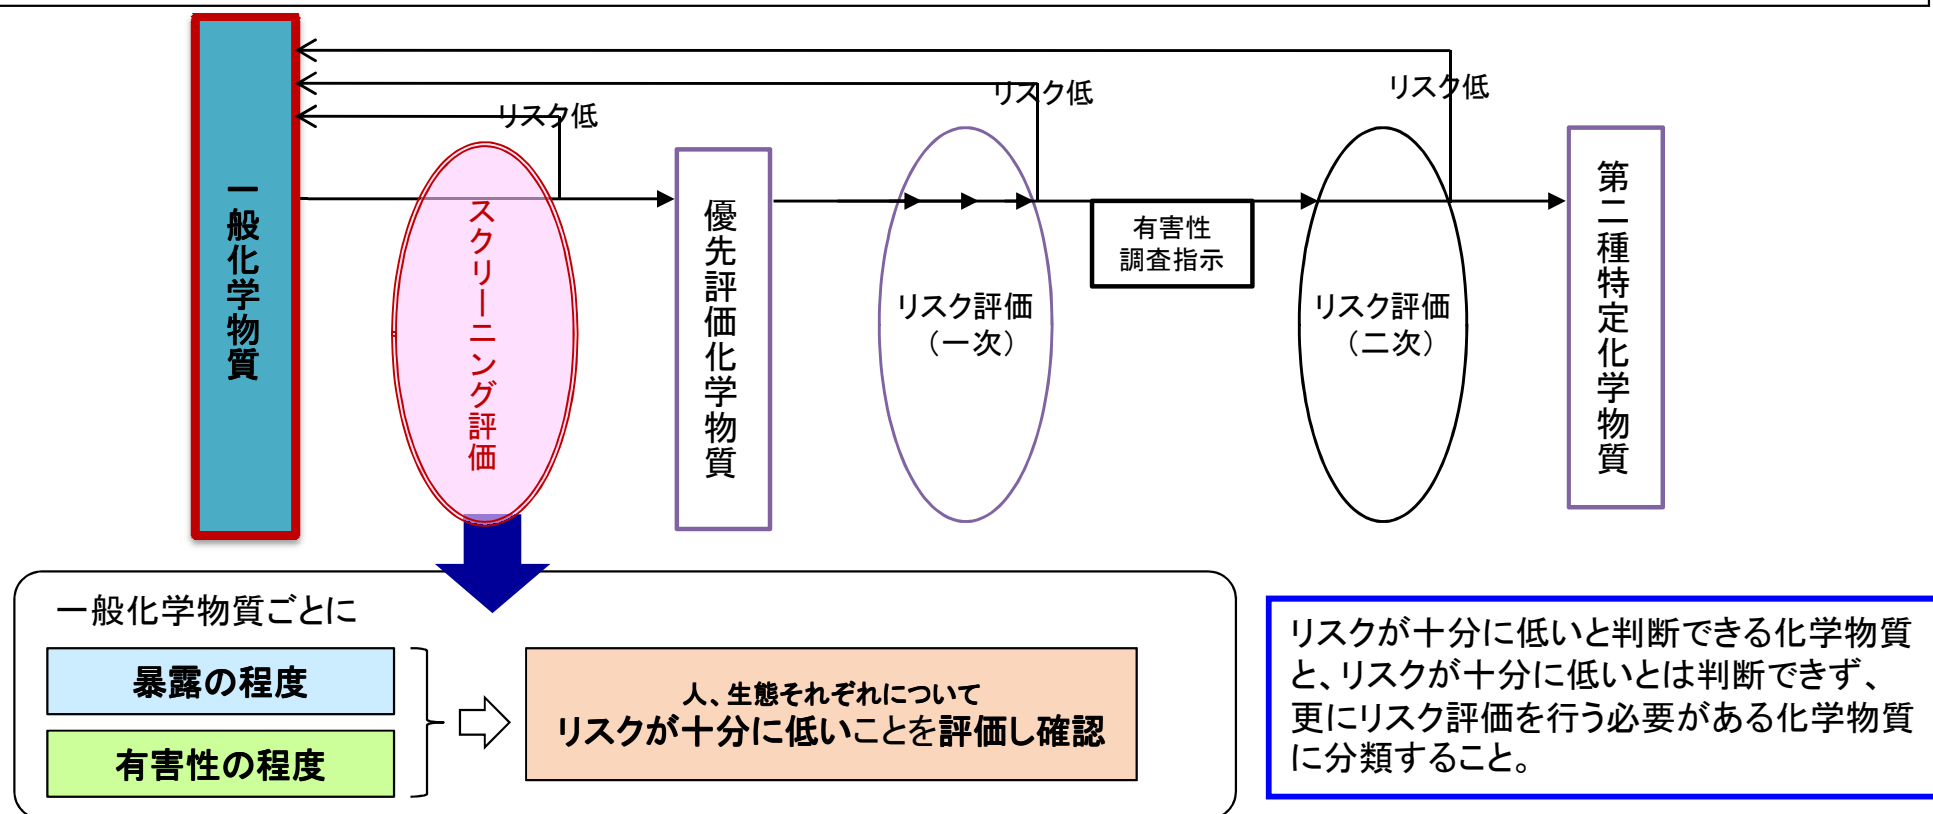 リスク低
リスク低
リスク低
一般化学物質
スクリーニング評価
優先評価化学物質
リスク評価
（一次）
有害性
調査指示
リスク評価
（二次）
第二種特定化学物質
一般化学物質ごとに
暴露の程度
有害性の程度
人、生態それぞれについて
リスクが十分に低いことを評価し確認
リスクが十分に低いと判断できる化学物質
と、リスクが十分に低いとは判断できず、
更にリスク評価を行う必要がある化学物質
に分類すること。